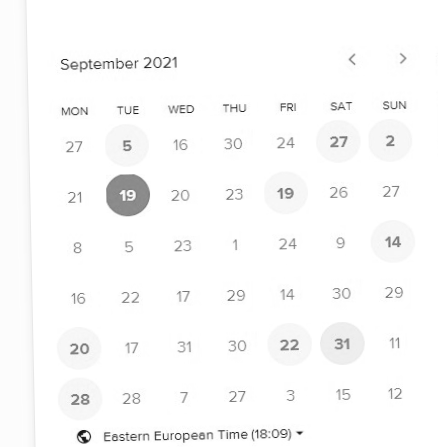 September 2021 < >
MON TUE WED THU FRI SAT SUN
27 5 16 30 24 27 2
21 19 20 23 19 26 27
8 5 23 1 24 9 14
16 22 17 29 14 30 29
20 17 31 30 22 31 11
28 28 7 27 3 15 12
Eastern European Time (18:09)